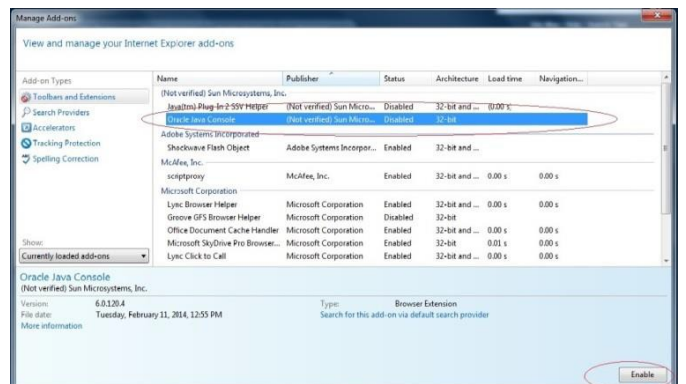 Manage Add-ons
View and manage your Internet Explorer add-ons
Add-on Types
Toolbars and Extensions
Search Providers
Accelerators
Tracking Protection
Spelling Correction
Show:
Currently loaded add-ons
Name Publisher Status Architecture Load time Navigation...
(Not verified) Sun Microsystems, Inc.
Java(tm) Plug-In 2 SSV Helper (Not verified) Sun Micro... Disabled 32-bit and ... (0.00 s)
Oracle Java Console (Not verified) Sun Micro... Disabled 32-bit
Adobe Systems Incorporated
Shockwave Flash Object Adobe Systems Incorpor... Enabled 32-bit and ...
McAfee, Inc.
scriptproxy McAfee, Inc. Enabled 32-bit and ... 0.00 s 0.00 s
Microsoft Corporation
Lync Browser Helper Microsoft Corporation Enabled 32-bit and ... 0.00 s 0.00 s
Groove GFS Browser Helper Microsoft Corporation Disabled 32-bit
Office Document Cache Handler Microsoft Corporation Enabled 32-bit and ... 0.00 s 0.00 s
Microsoft SkyDrive Pro Browser... Microsoft Corporation Enabled 32-bit and ... 0.01 s 0.00 s
Lync Click to Call Microsoft Corporation Enabled 32-bit and ... 0.00 s 0.00 s
Oracle Java Console
(Not verified) Sun Microsystems, Inc.
Version: 6.0.120.4 Type: Browser Extension
File date: Tuesday, February 11, 2014, 12:55 PM Search for this add-on via default search provider
More information
Enable